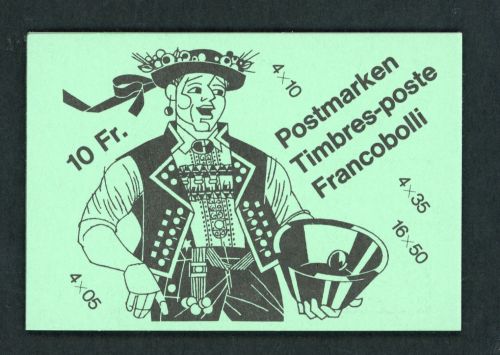 4×10
10 Fr.
Postmarken
Timbres-poste
Francobolli
4×35
16×50
4×05